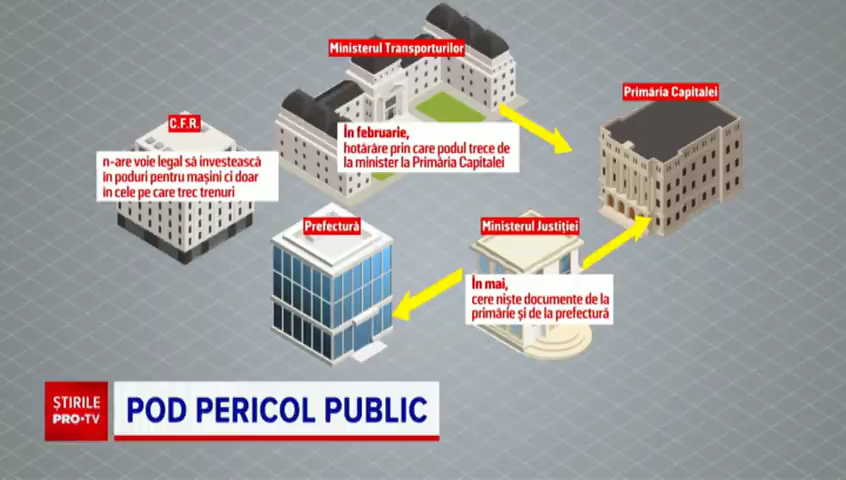 Ministerul Transporturilor
Primăria Capitalei
C.F.R.
În februarie,
hotărâre prin care podul trece de
la minister la Primăria Capitalei
n-are voie legal să investească
în poduri pentru mașini ci doar
în cele pe care trec trenuri
Prefectură
Ministerul Justiției
În mai,
cere niște documente de la
primărie și de la prefectură
ȘTIRILE
PRO•TV
POD PERICOL PUBLIC